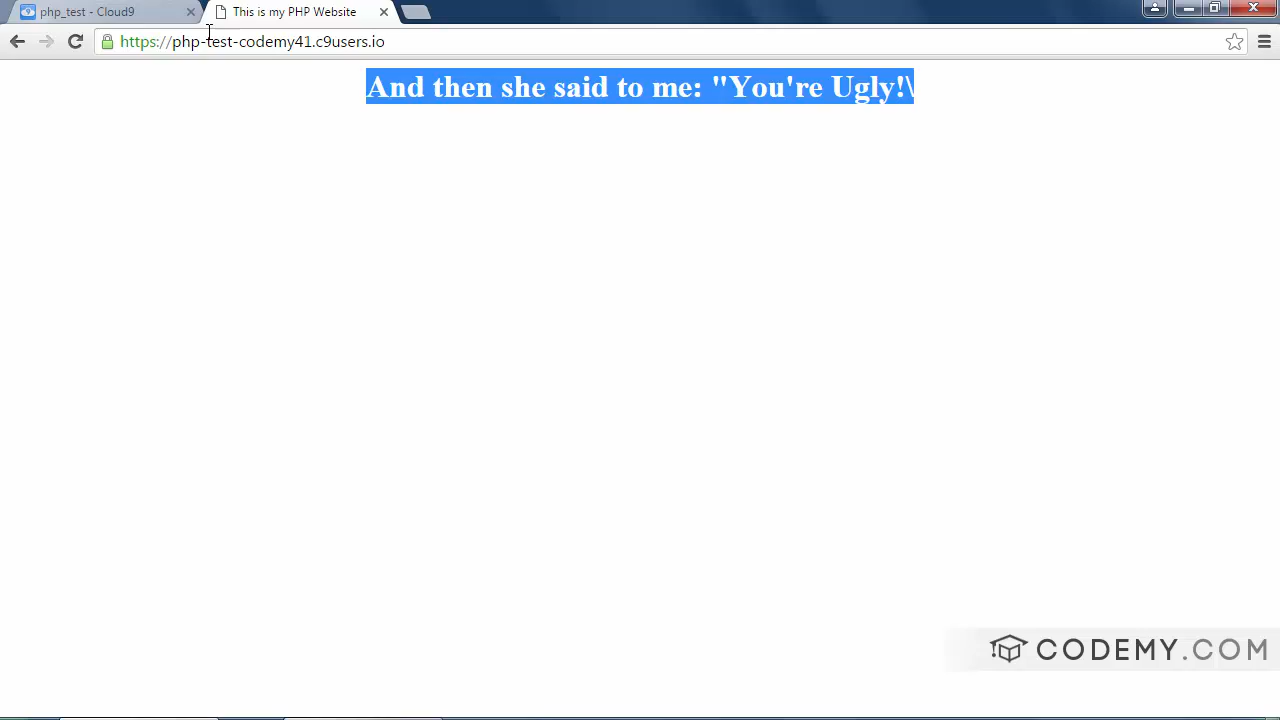 php_test - Cloud9
This is my PHP Website
https://php-test-codemy41.c9users.io
And then she said to me: "You're Ugly!\
CODEMY.COM